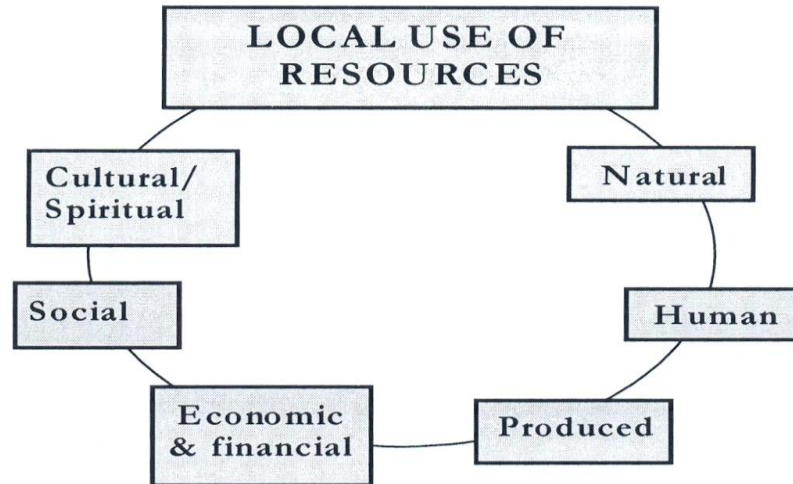 LOCAL USE OF
RESOURCES
Cultural/
Spiritual
Natural
Social
Human
Economic
& financial
Produced